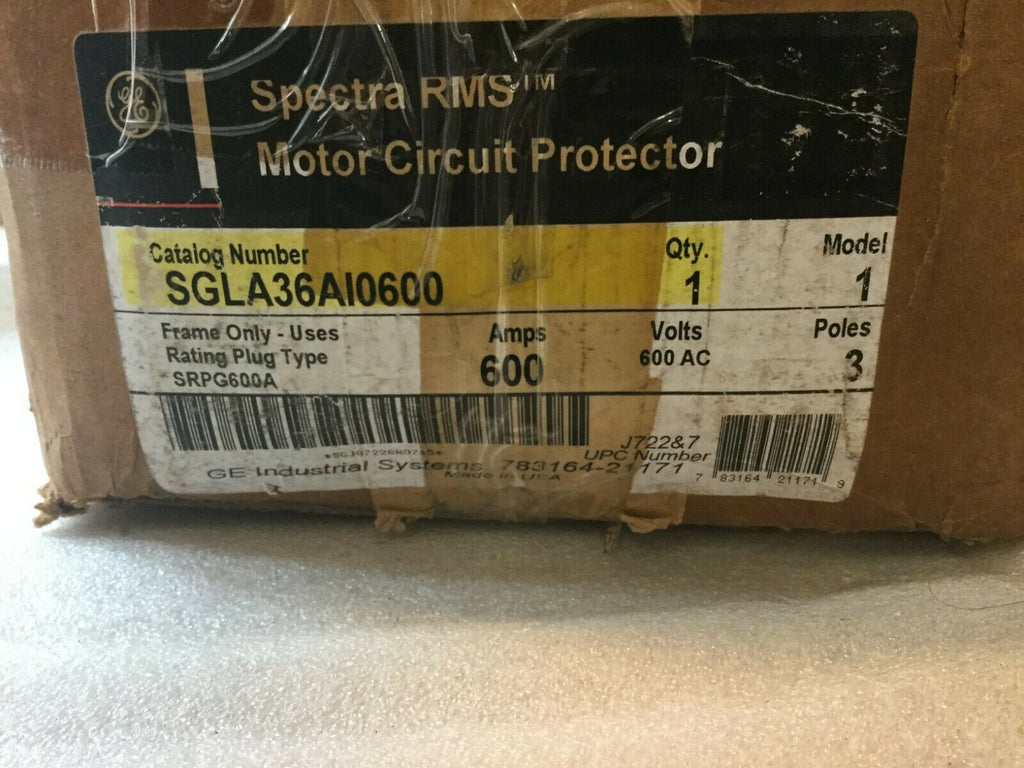 GE
Spectra RMS™
Motor Circuit Protector
Catalog Number Qty. Model
SGLA36AI0600 1 1
Frame Only - Uses Amps Volts Poles
Rating Plug Type 600 600 AC 3
SRPG600A
J722&7
UPC Number
GE Industrial Systems 783164-21171
Made in USA
7 83164 21171 9